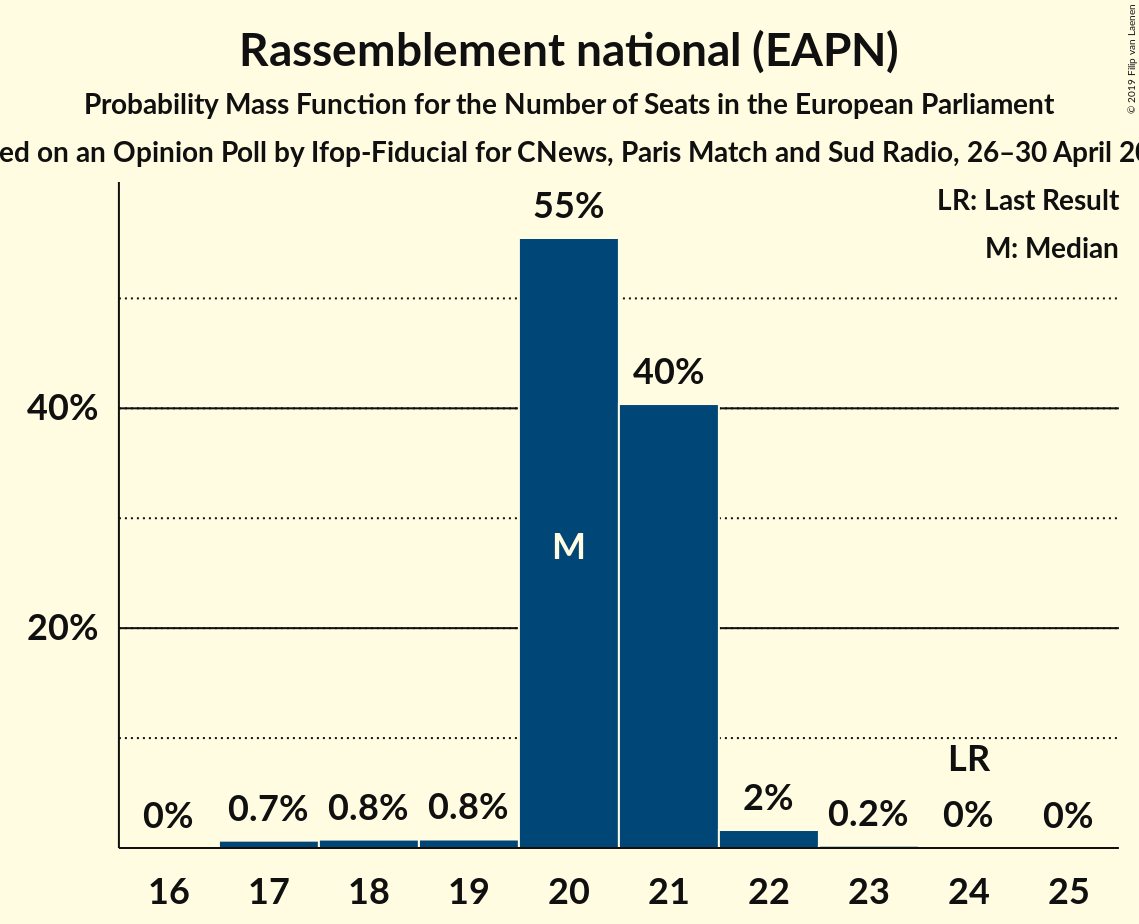 Rassemblement national (EAPN)
Probability Mass Function for the Number of Seats in the European Parliament
ed on an Opinion Poll by Ifop-Fiducial for CNews, Paris Match and Sud Radio, 26–30 April 20
© 2019 Filip van Laenen
LR: Last Result
M: Median
55%
40%
40%
M
20%
LR
0% 0.7% 0.8% 0.8% 2% 0.2% 0% 0%
16 17 18 19 20 21 22 23 24 25